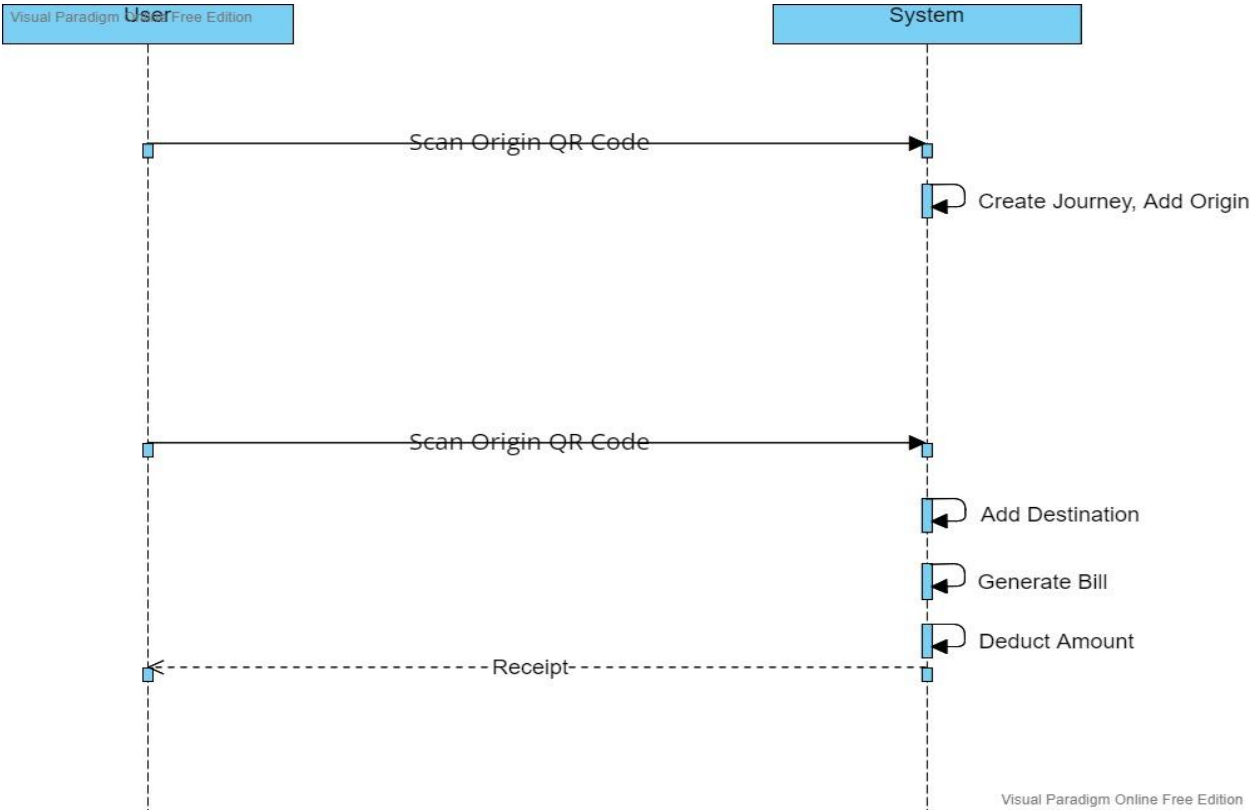 Visual Paradigm Online Free Edition
User
System
Scan Origin QR Code
Create Journey, Add Origin
Scan Origin QR Code
Add Destination
Generate Bill
Deduct Amount
Receipt
Visual Paradigm Online Free Edition